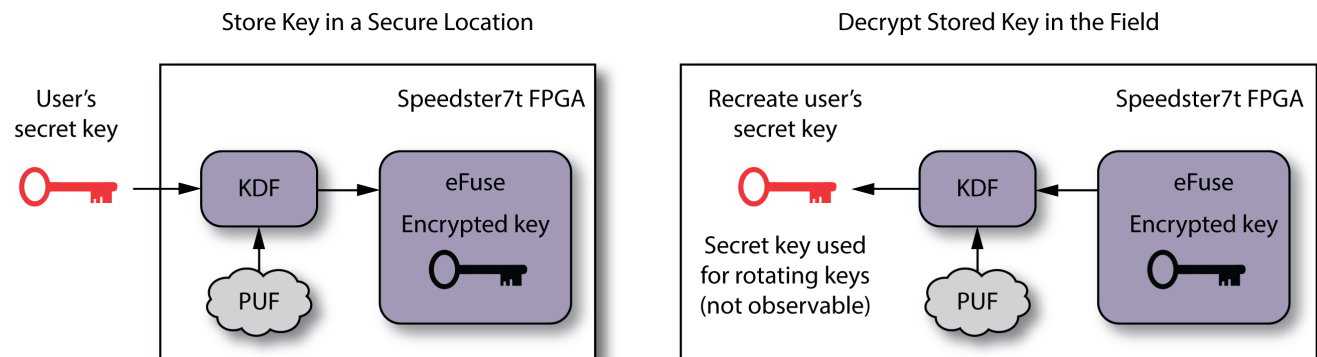 Store Key in a Secure Location
User's
secret key
Speedster7t FPGA
KDF
eFuse
Encrypted key
PUF
Decrypt Stored Key in the Field
Recreate user's
secret key
Speedster7t FPGA
KDF
eFuse
Encrypted key
Secret key used
for rotating keys
(not observable)
PUF